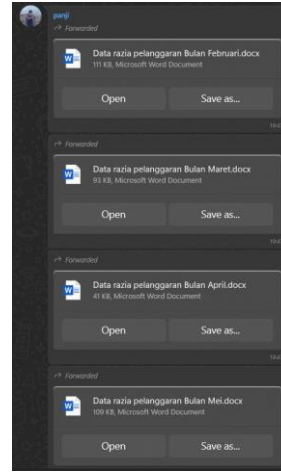 panji
Forwarded
Data razia pelanggaran Bulan Februari.docx
111 KB, Microsoft Word Document
Open
Save as...
Forwarded
Data razia pelanggaran Bulan Maret.docx
93 KB, Microsoft Word Document
Open
Save as...
Forwarded
Data razia pelanggaran Bulan April.docx
41 KB, Microsoft Word Document
Open
Save as...
Forwarded
Data razia pelanggaran Bulan Mei.docx
109 KB, Microsoft Word Document
Open
Save as...